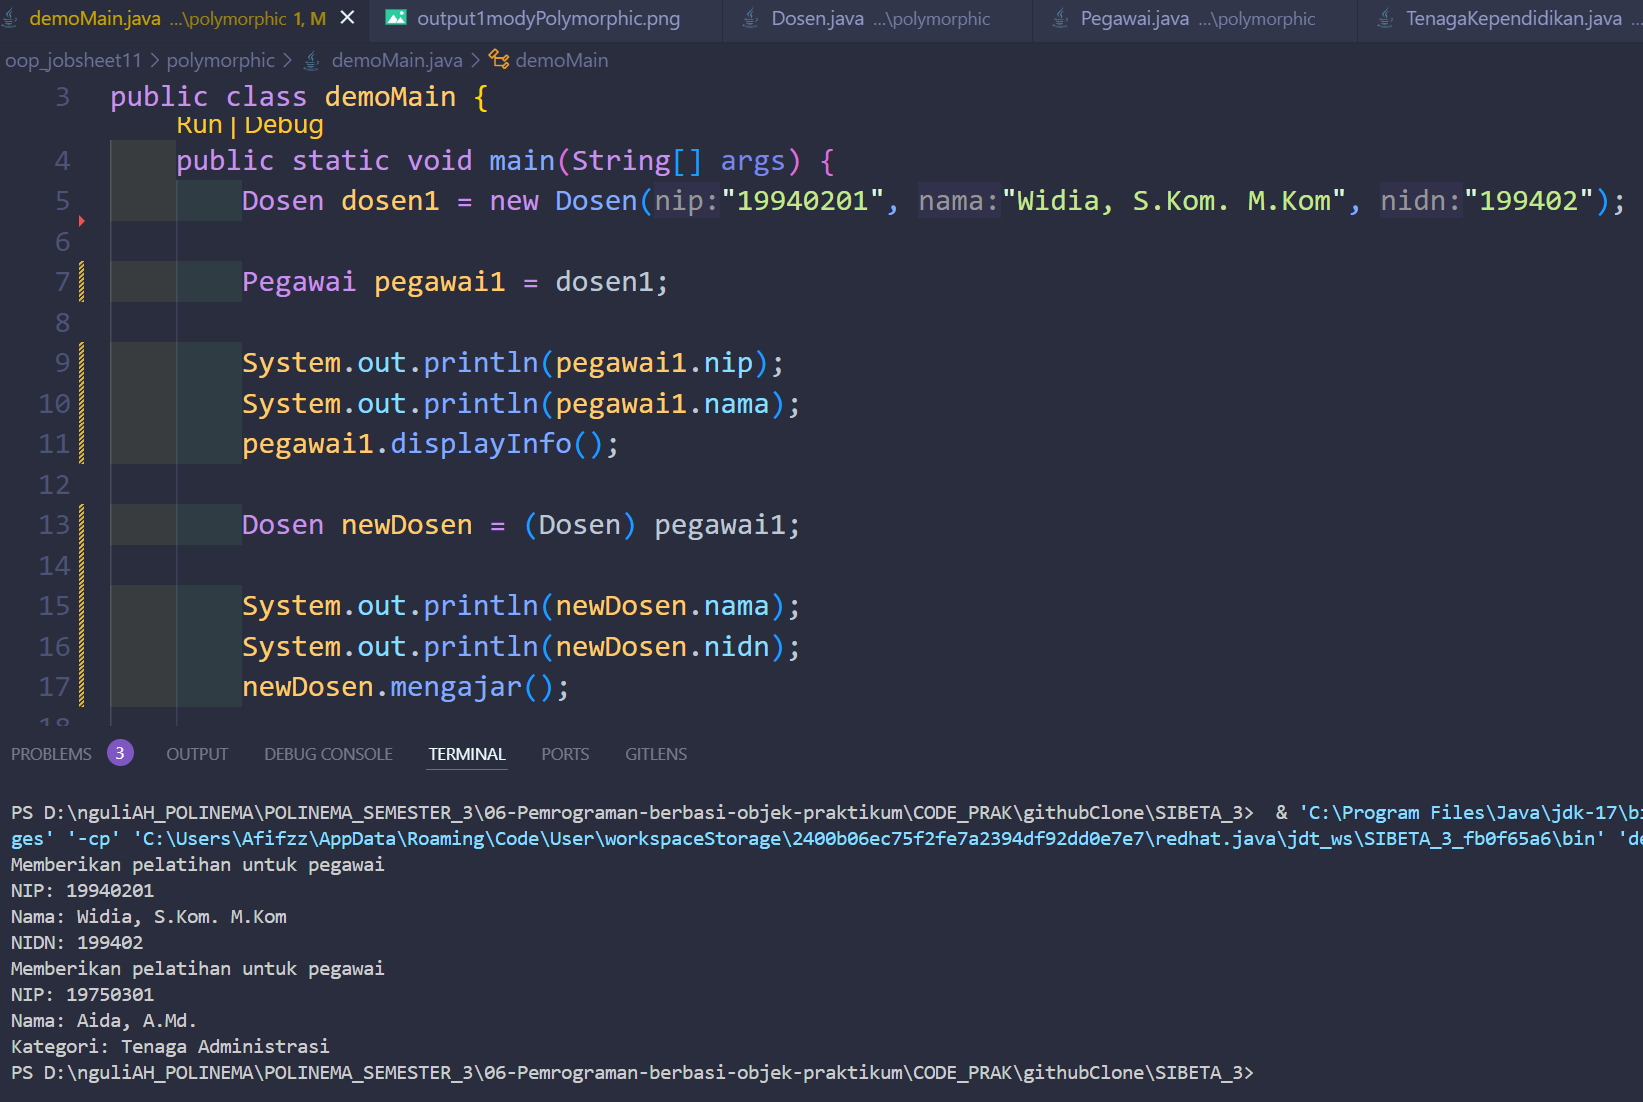 demoMain.java ...\polymorphic 1, M output1modyPolymorphic.png Dosen.java ...\polymorphic Pegawai.java ...\polymorphic TenagaKependidikan.java ...
oop_jobsheet11 > polymorphic > demoMain.java > demoMain
3 public class demoMain {
Run | Debug
4 public static void main(String[] args) {
5 Dosen dosen1 = new Dosen(nip:"19940201", nama:"Widia, S.Kom. M.Kom", nidn:"199402");
6
7 Pegawai pegawai1 = dosen1;
8
9 System.out.println(pegawai1.nip);
10 System.out.println(pegawai1.nama);
11 pegawai1.displayInfo();
12
13 Dosen newDosen = (Dosen) pegawai1;
14
15 System.out.println(newDosen.nama);
16 System.out.println(newDosen.nidn);
17 newDosen.mengajar();
18
PROBLEMS 3 OUTPUT DEBUG CONSOLE TERMINAL PORTS GITLENS
PS D:\nguliAH_POLINEMA\POLINEMA_SEMESTER_3\06-Pemrograman-berbasi-objek-praktikum\CODE_PRAK\githubClone\SIBETA_3> & 'C:\Program Files\Java\jdk-17\bi
ges' '-cp' 'C:\Users\Afifzz\AppData\Roaming\Code\User\workspaceStorage\2400b06ec75f2fe7a2394df92dd0e7e7\redhat.java\jdt_ws\SIBETA_3_fb0f65a6\bin' 'de
Memberikan pelatihan untuk pegawai
NIP: 19940201
Nama: Widia, S.Kom. M.Kom
NIDN: 199402
Memberikan pelatihan untuk pegawai
NIP: 19750301
Nama: Aida, A.Md.
Kategori: Tenaga Administrasi
PS D:\nguliAH_POLINEMA\POLINEMA_SEMESTER_3\06-Pemrograman-berbasi-objek-praktikum\CODE_PRAK\githubClone\SIBETA_3>